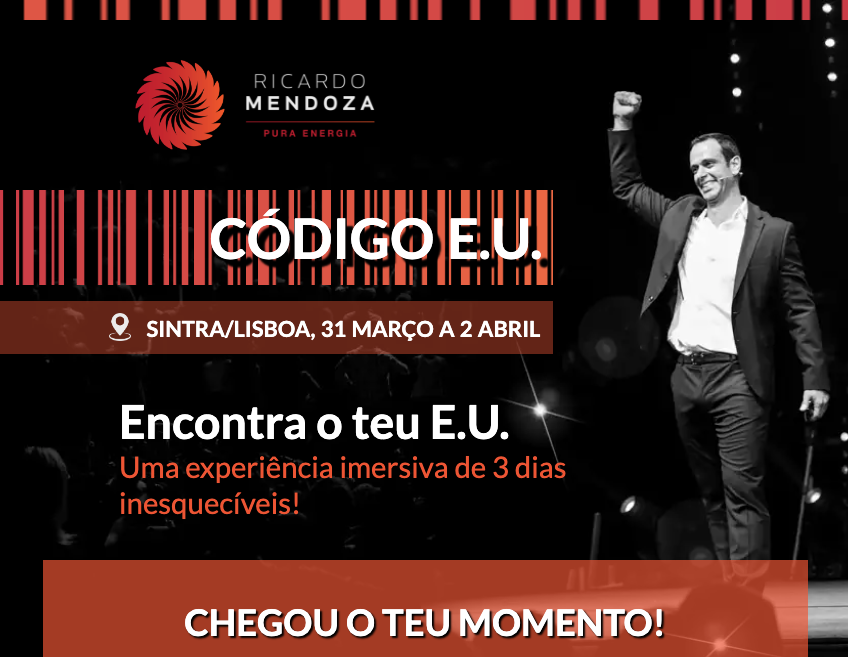 RICARDO
MENDOZA
PURA ENERGIA
CÓDIGO E.U.
SINTRA/LISBOA, 31 MARÇO A 2 ABRIL
Encontra o teu E.U.
Uma experiência imersiva de 3 dias
inesquecíveis!
CHEGOU O TEU MOMENTO!